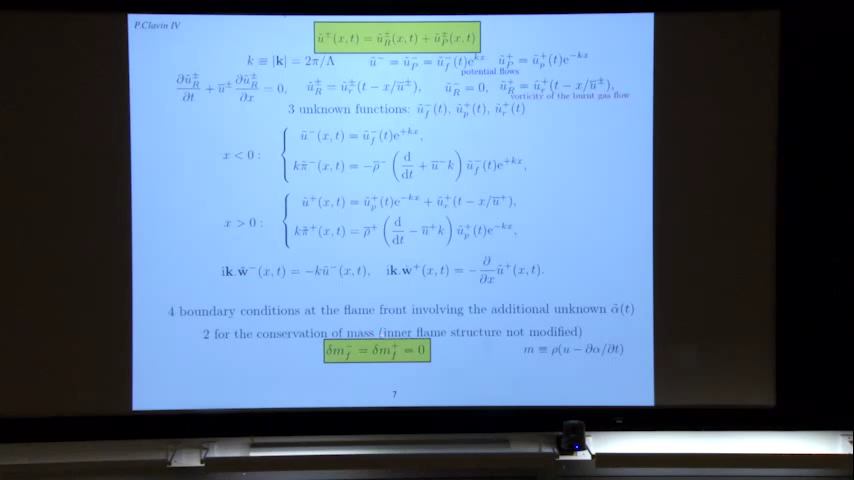 P.Clavin IV
ũ±(x, t) = ũ_R±(x, t) + ũ_P±(x, t)
k ≡ |k| = 2π/Λ ũ⁻ = ũ_P⁻ = ũ_f⁻(t)e^{kx} ũ_P⁺ = ũ_p⁺(t)e^{−kx}
potential flows
∂ũ_R±/∂t + u̅± ∂ũ_R±/∂x = 0, ũ_R± = ũ_r±(t − x/u̅±), ũ_R⁻ = 0, ũ_R⁺ = ũ_r⁺(t − x/u̅⁺),
vorticity of the burnt gas flow
3 unknown functions: ũ_f⁻(t), ũ_p⁺(t), ũ_r⁺(t)
x < 0 : { ũ⁻(x, t) = ũ_f⁻(t)e^{+kx},
kπ̃⁻(x, t) = −ρ̅⁻ (d/dt + u̅⁻k) ũ_f⁻(t)e^{+kx},
x > 0 : { ũ⁺(x, t) = ũ_p⁺(t)e^{−kx} + ũ_r⁺(t − x/u̅⁺),
kπ̃⁺(x, t) = ρ̅⁺ (d/dt − u̅⁺k) ũ_p⁺(t)e^{−kx},
ik.w̃⁻(x, t) = −kũ⁻(x, t), ik.w̃⁺(x, t) = −∂/∂x ũ⁺(x, t).
4 boundary conditions at the flame front involving the additional unknown α̃(t)
2 for the conservation of mass (inner flame structure not modified)
δm_f⁻ = δm_f⁺ = 0 m ≡ ρ(u − ∂α/∂t)
7